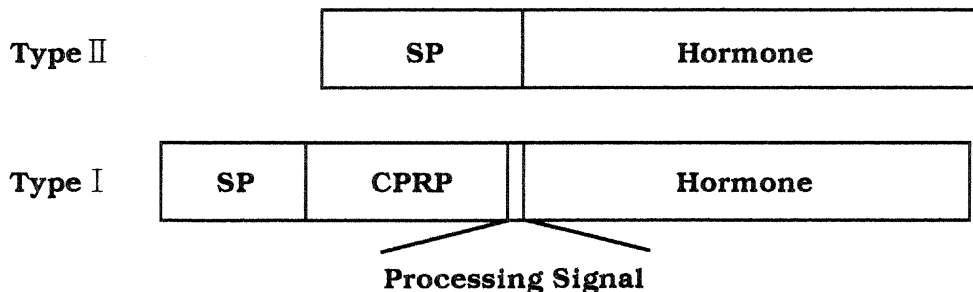 Type Ⅱ SP Hormone
Type Ⅰ SP CPRP Hormone
Processing Signal